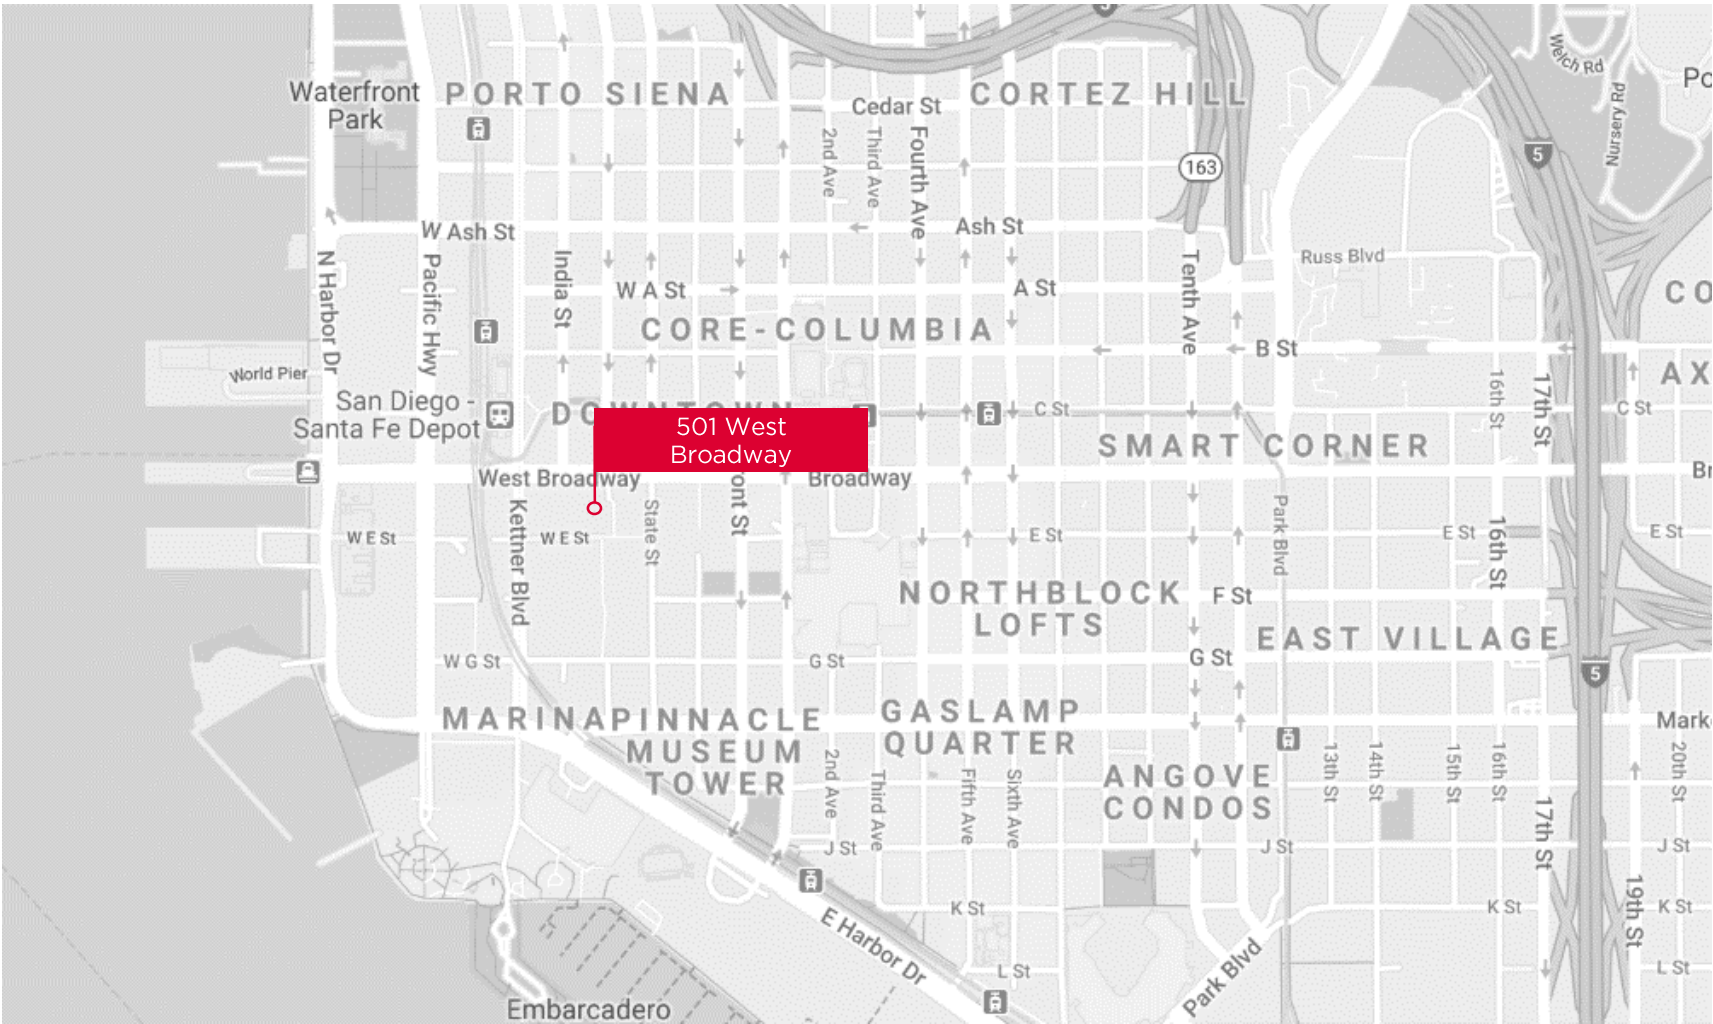 5
Welch Rd
Waterfront
Park
PORTO SIENA
Cedar St
CORTEZ HILL
Po
Nursery Rd
2nd Ave
Third Ave
Fourth Ave
163
5
W Ash St
Ash St
N Harbor Dr
Pacific Hwy
India St
Tenth Ave
Russ Blvd
W A St
A St
CO
CORE-COLUMBIA
B St
World Pier
16th St
17th St
AX
San Diego -
Santa Fe Depot
DOWNTOWN
C St
C St
501 West
Broadway
SMART CORNER
West Broadway
Broadway
Br
Kettner Blvd
State St
ont St
Park Blvd
16th St
W E St
W E St
E St
E St
E St
NORTHBLOCK
LOFTS
F St
EAST VILLAGE
W G St
G St
G St
5
MARINA
PINNACLE
MUSEUM
TOWER
GASLAMP
QUARTER
Mark
2nd Ave
Third Ave
Fifth Ave
Sixth Ave
ANGOVE
CONDOS
13th St
14th St
15th St
16th St
17th St
20th St
J St
J St
J St
K St
K St
K St
19th St
E Harbor Dr
Park Blvd
L St
L St
Embarcadero